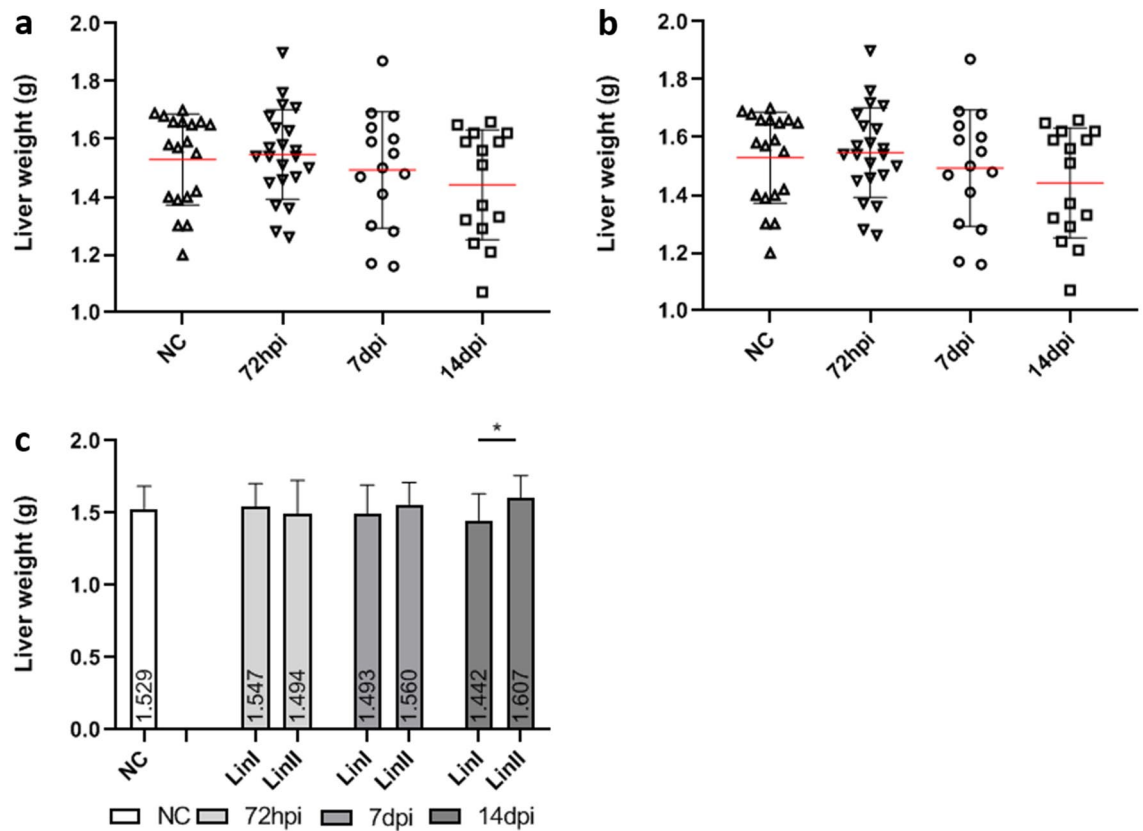 a
Liver weight (g)
2.0
1.8
1.6
1.4
1.2
1.0
NC
72hpi
7dpi
14dpi
b
Liver weight (g)
2.0
1.8
1.6
1.4
1.2
1.0
NC
72hpi
7dpi
14dpi
c
Liver weight (g)
2.0
1.5
1.0
0.5
0.0
*
1.529
1.547
1.494
1.493
1.560
1.442
1.607
NC
LinI
LinII
LinI
LinII
LinI
LinII
NC 72hpi 7dpi 14dpi